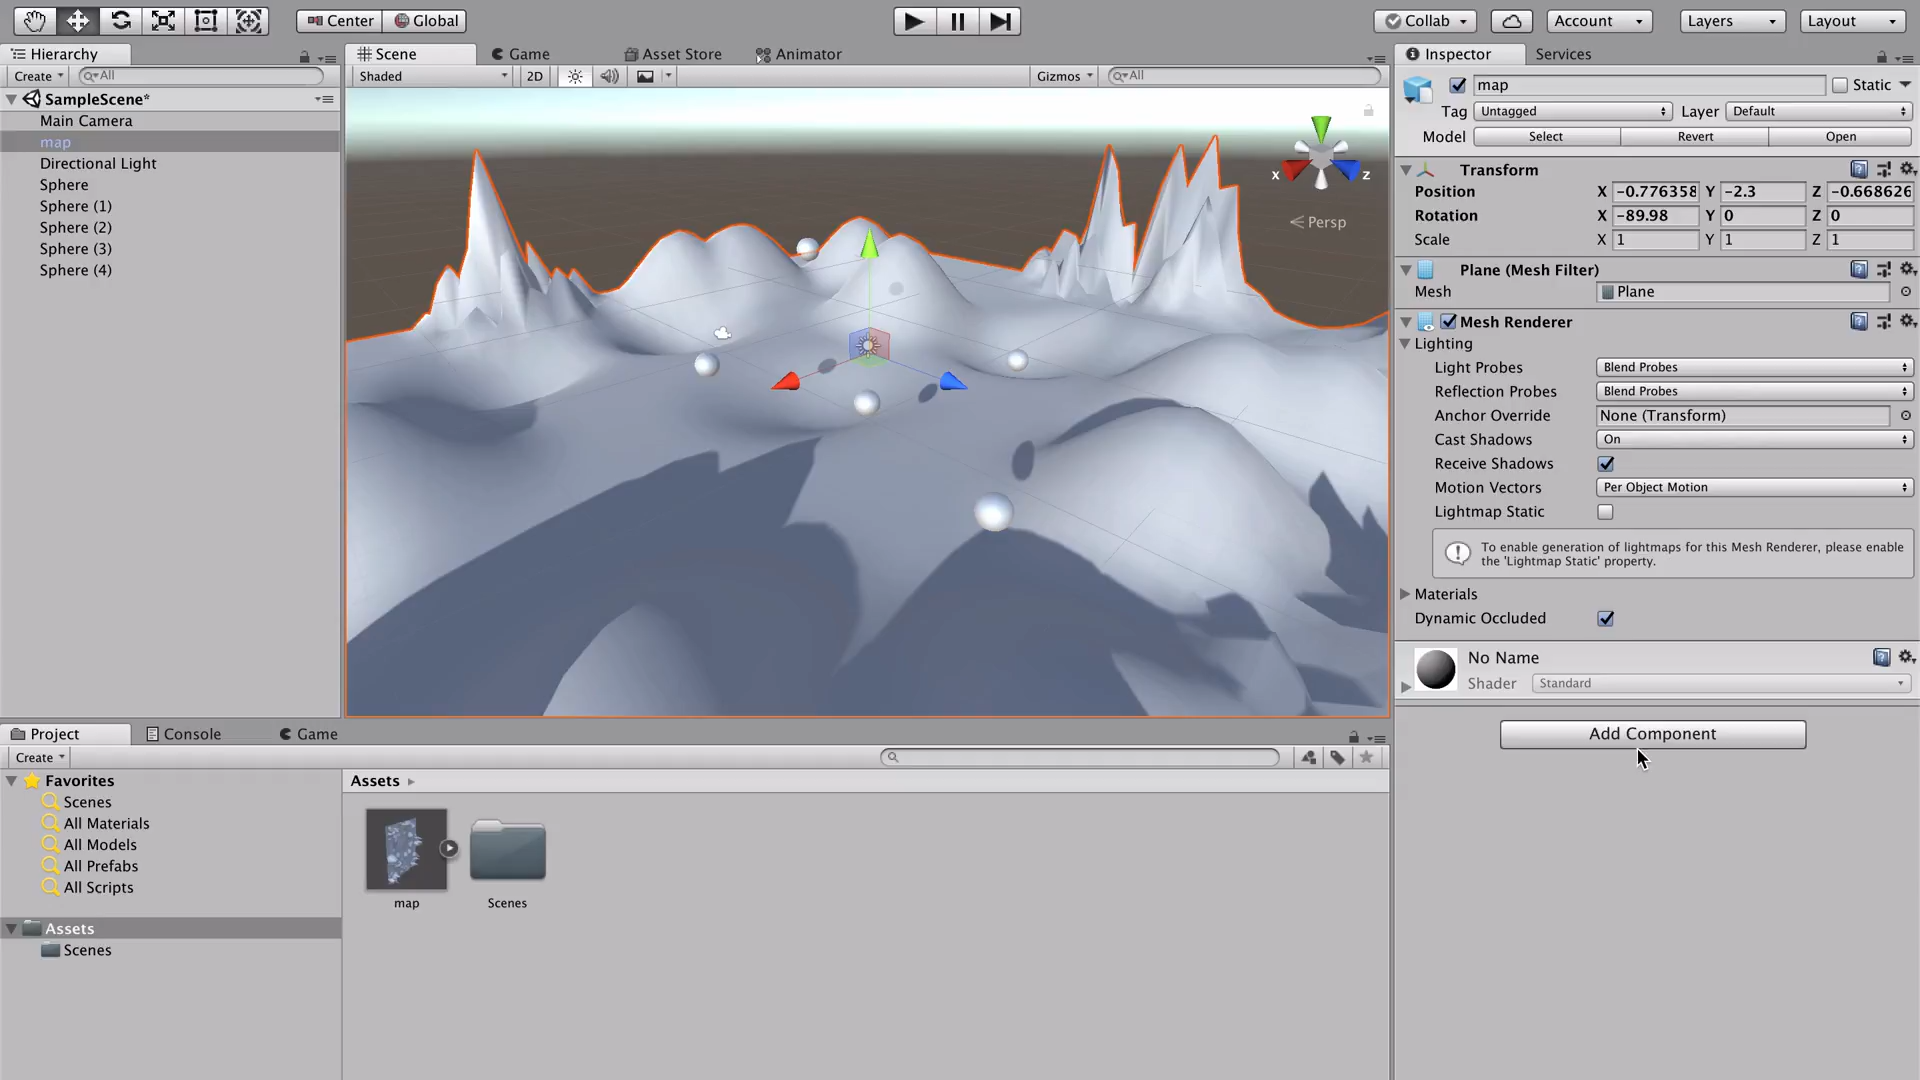 Center Global Collab Account Layers Layout
Hierarchy
Create All
SampleScene*
Main Camera
map
Directional Light
Sphere
Sphere (1)
Sphere (2)
Sphere (3)
Sphere (4)
Scene Game Asset Store Animator
Shaded 2D Gizmos All
x z
Persp
Inspector Services
map Static
Tag Untagged Layer Default
Model Select Revert Open
Transform
Position X -0.776358 Y -2.3 Z -0.668626
Rotation X -89.98 Y 0 Z 0
Scale X 1 Y 1 Z 1
Plane (Mesh Filter)
Mesh Plane
Mesh Renderer
Lighting
Light Probes Blend Probes
Reflection Probes Blend Probes
Anchor Override None (Transform)
Cast Shadows On
Receive Shadows
Motion Vectors Per Object Motion
Lightmap Static
To enable generation of lightmaps for this Mesh Renderer, please enable
the 'Lightmap Static' property.
Materials
Dynamic Occluded
No Name
Shader Standard
Add Component
Project Console Game
Create
Favorites
Scenes
All Materials
All Models
All Prefabs
All Scripts
Assets
Scenes
Assets
map Scenes